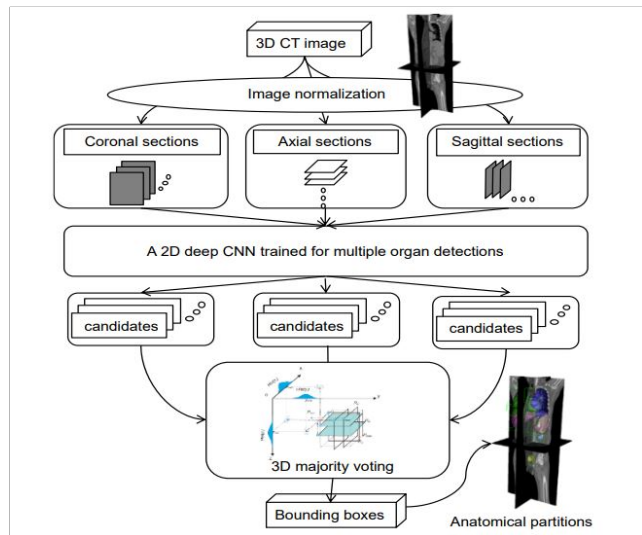 3D CT image
Image normalization
Coronal sections
Axial sections
Sagittal sections
A 2D deep CNN trained for multiple organ detections
candidates
candidates
candidates
3D majority voting
Bounding boxes
Anatomical partitions